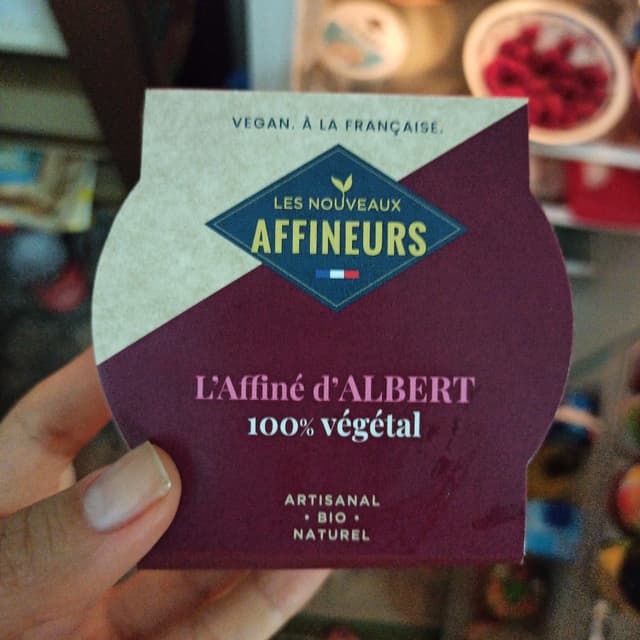 VEGAN. À LA FRANÇAISE.
LES NOUVEAUX
AFFINEURS
L'Affiné d'ALBERT
100% végétal
ARTISANAL
• BIO •
NATUREL